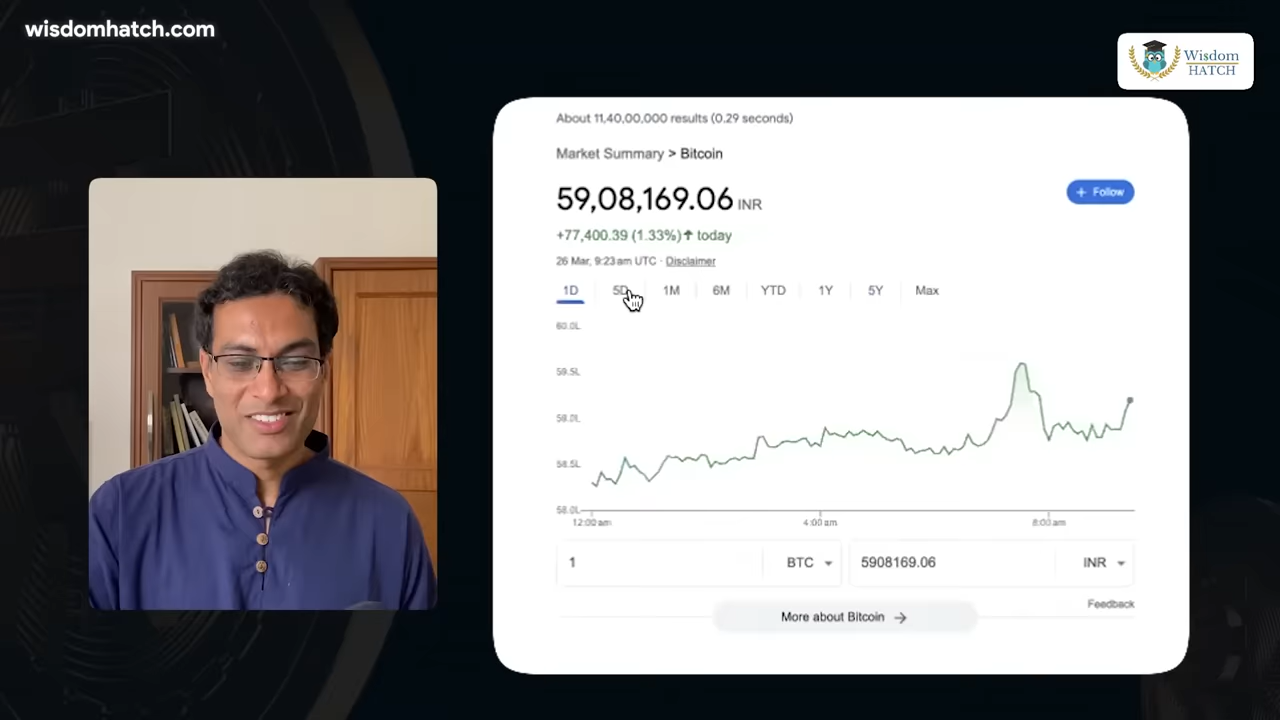 wisdomhatch.com
Wisdom
HATCH
About 11,40,00,000 results (0.29 seconds)
Market Summary > Bitcoin
59,08,169.06 INR
+ Follow
+77,400.39 (1.33%)↑ today
26 Mar, 9:23 am UTC · Disclaimer
1D 5D 1M 6M YTD 1Y 5Y Max
60.0L
59.5L
59.0L
58.5L
58.0L
12:00 am 4:00 am 8:00 am
1 BTC 5908169.06 INR
Feedback
More about Bitcoin →